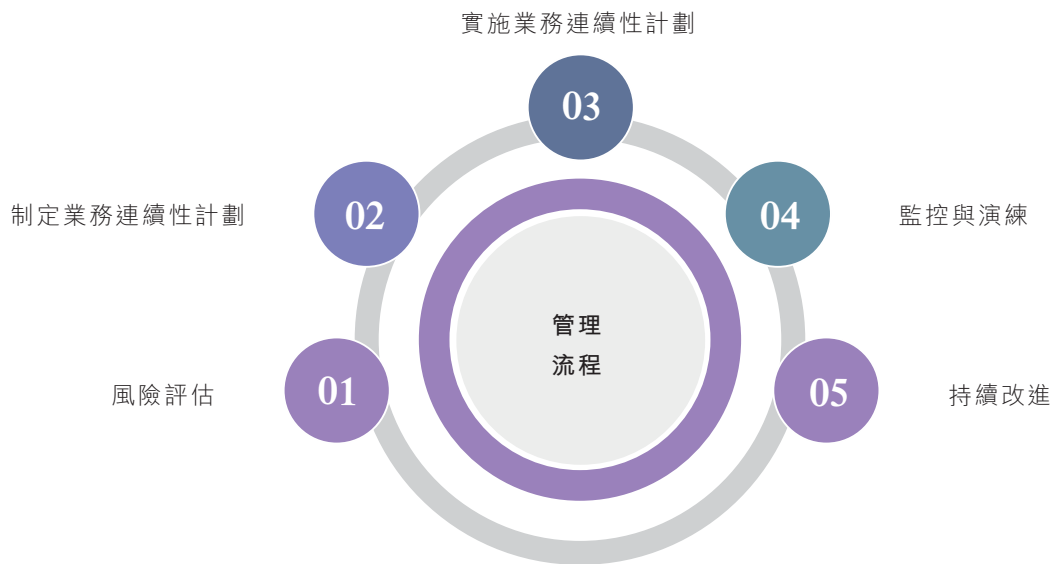 實施業務連續性計劃
03
制定業務連續性計劃
02
04
監控與演練
管理
流程
風險評估
01
05
持續改進